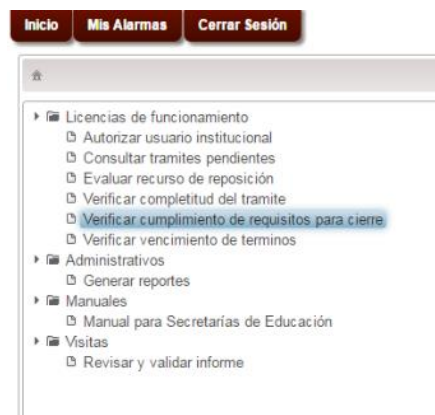 Inicio Mis Alarmas Cerrar Sesión
Licencias de funcionamiento
Autorizar usuario institucional
Consultar tramites pendientes
Evaluar recurso de reposición
Verificar completitud del tramite
Verificar cumplimiento de requisitos para cierre
Verificar vencimiento de terminos
Administrativos
Generar reportes
Manuales
Manual para Secretarías de Educación
Visitas
Revisar y validar informe